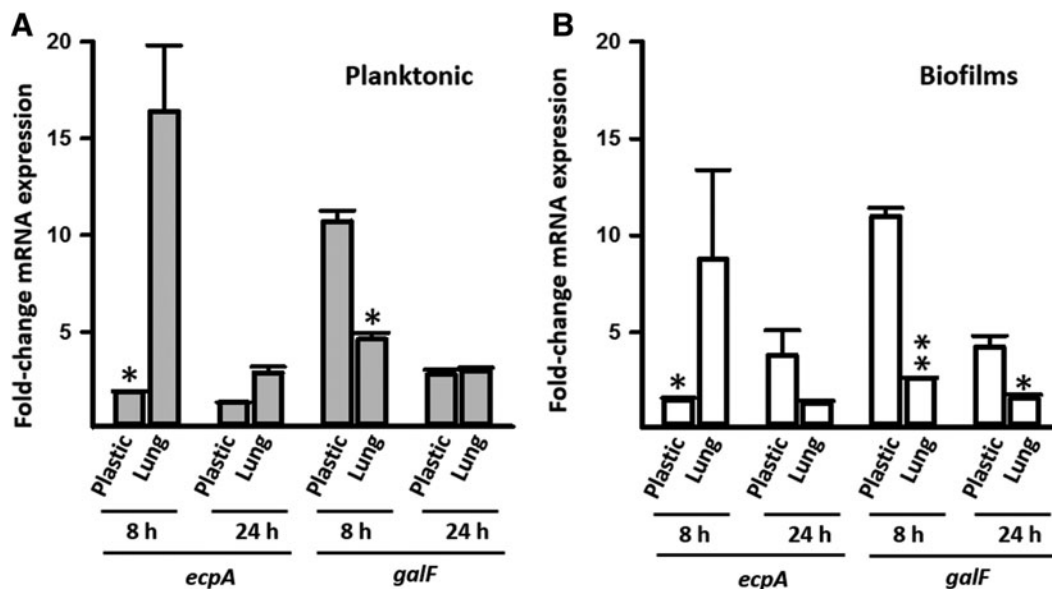 A
Planktonic
Fold-change mRNA expression
20
15
10
5
*
*
Plastic Lung Plastic Lung Plastic Lung Plastic Lung
8 h 24 h 8 h 24 h
ecpA galF
B
Biofilms
Fold-change mRNA expression
20
15
10
5
*
**
*
Plastic Lung Plastic Lung Plastic Lung Plastic Lung
8 h 24 h 8 h 24 h
ecpA galF